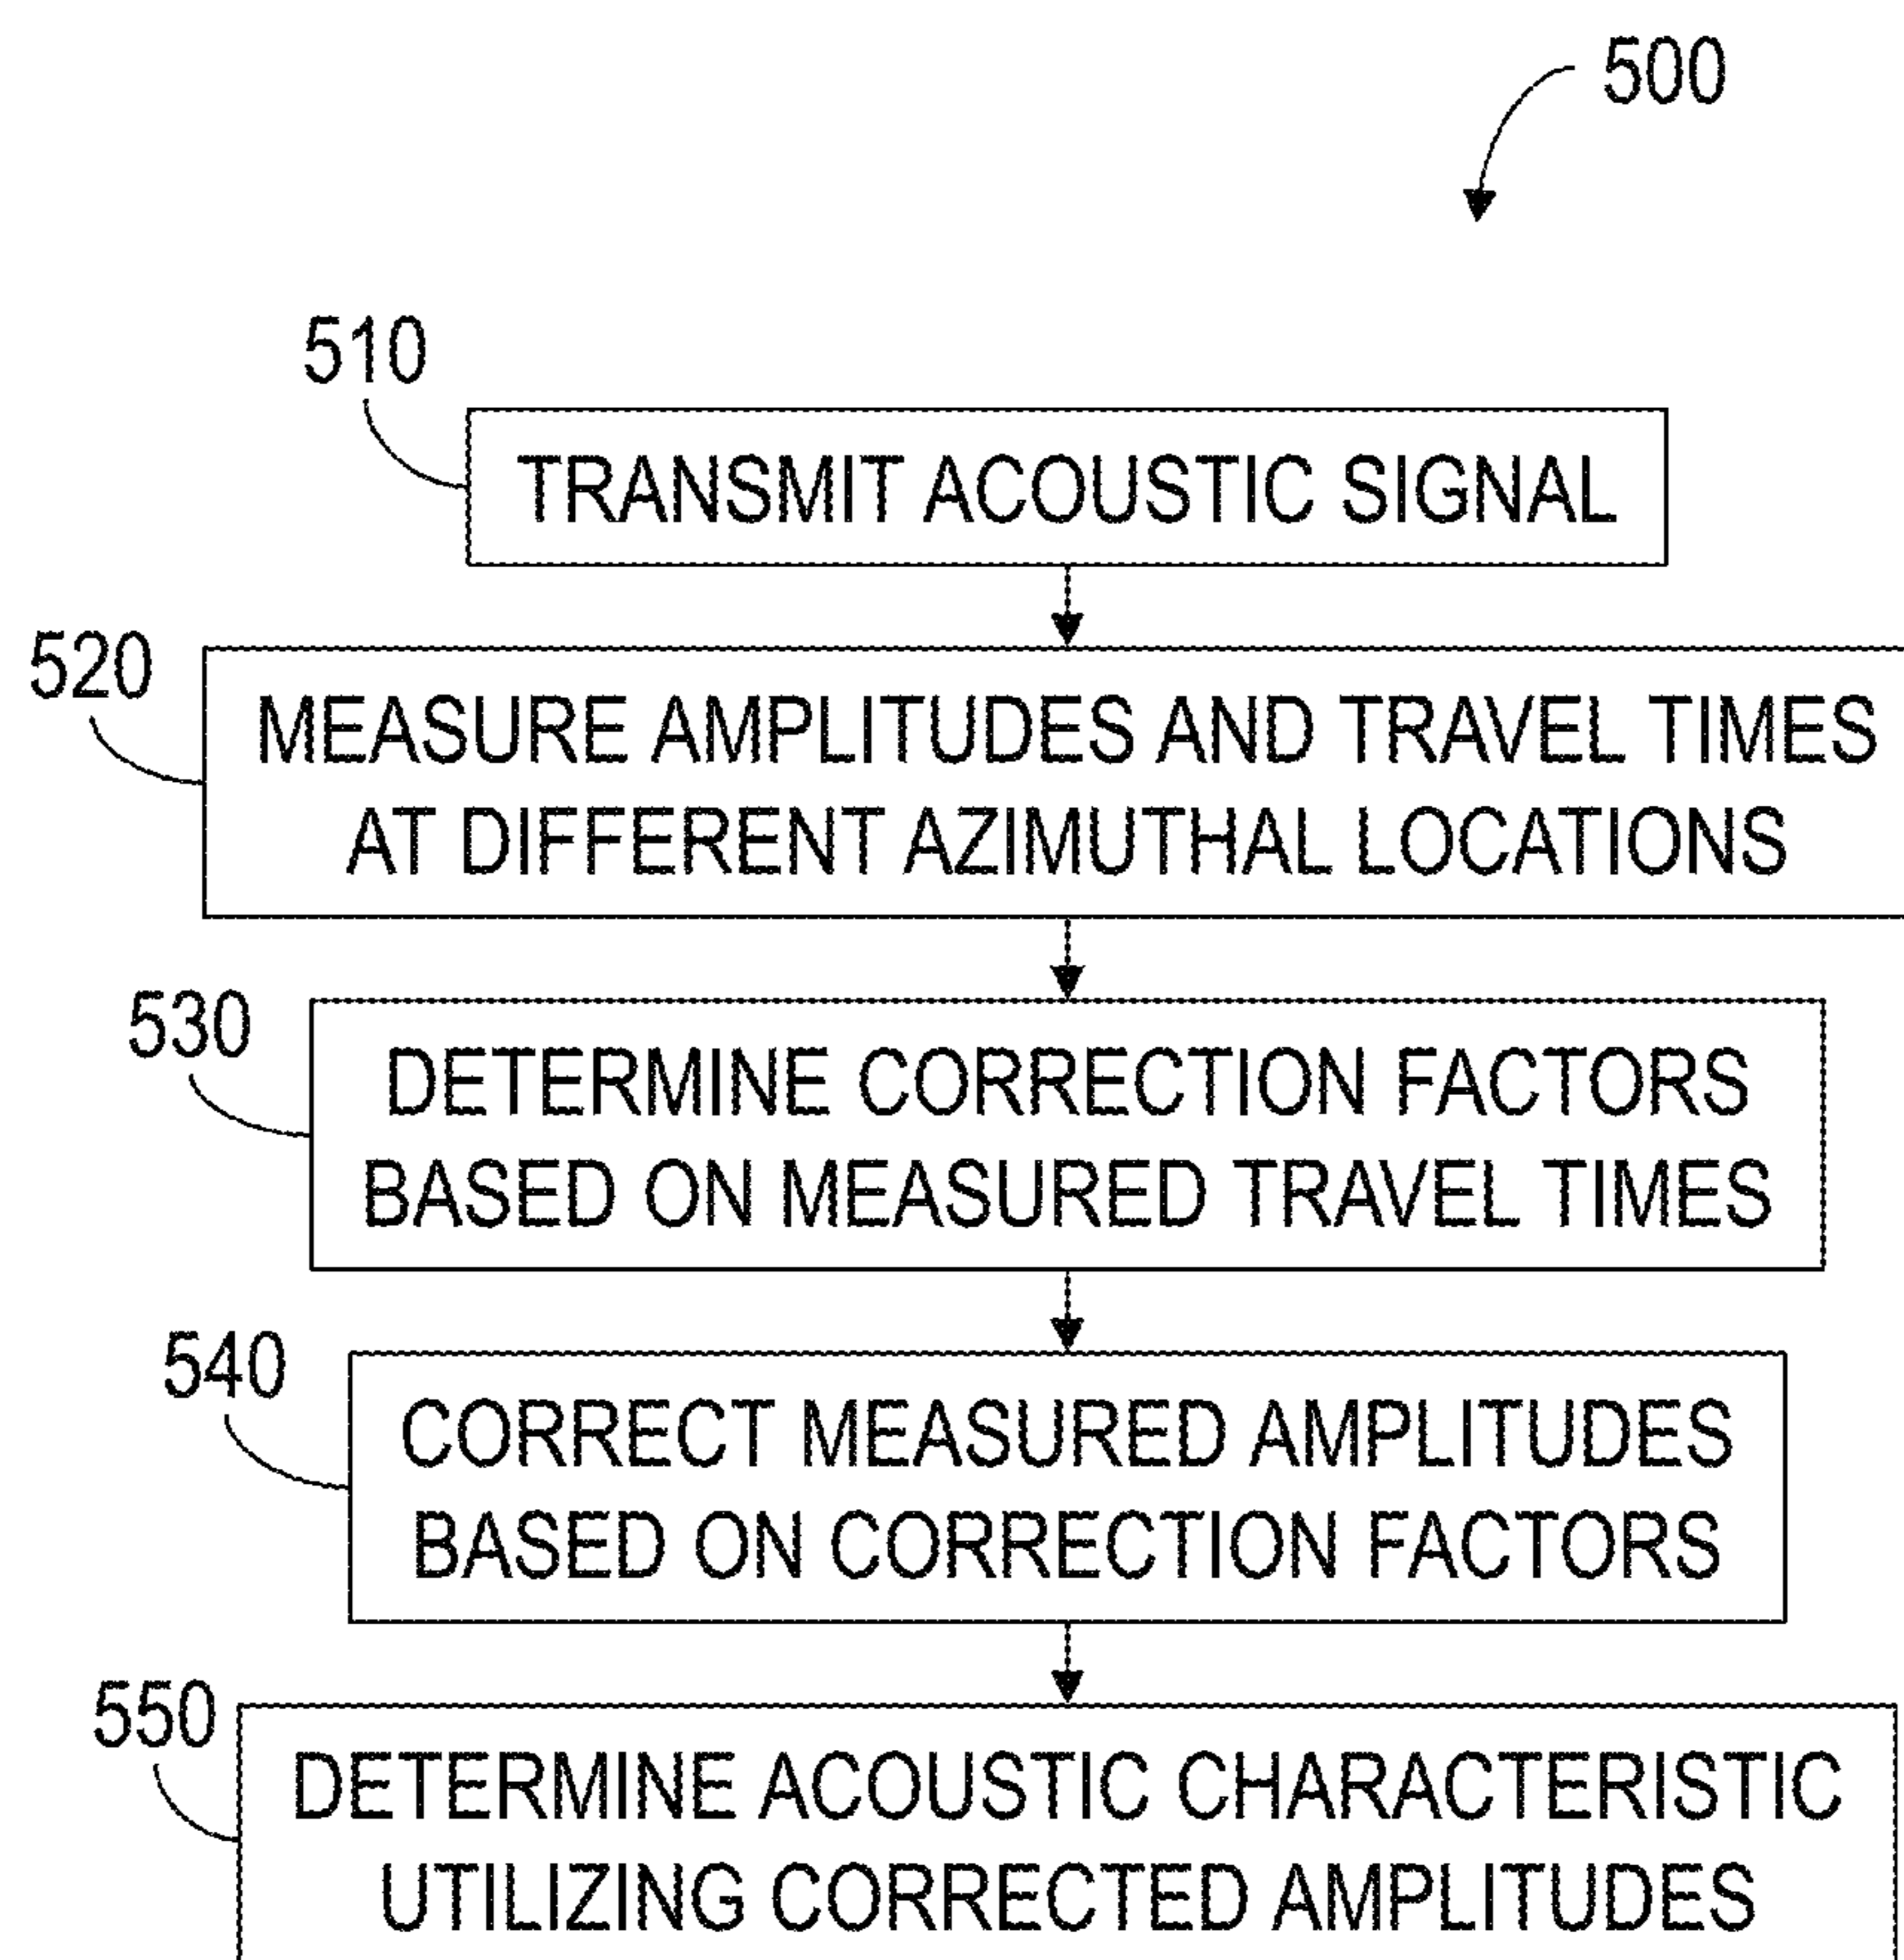 500
510
TRANSMIT ACOUSTIC SIGNAL
520
MEASURE AMPLITUDES AND TRAVEL TIMES
AT DIFFERENT AZIMUTHAL LOCATIONS
530
DETERMINE CORRECTION FACTORS
BASED ON MEASURED TRAVEL TIMES
540
CORRECT MEASURED AMPLITUDES
BASED ON CORRECTION FACTORS
550
DETERMINE ACOUSTIC CHARACTERISTIC
UTILIZING CORRECTED AMPLITUDES